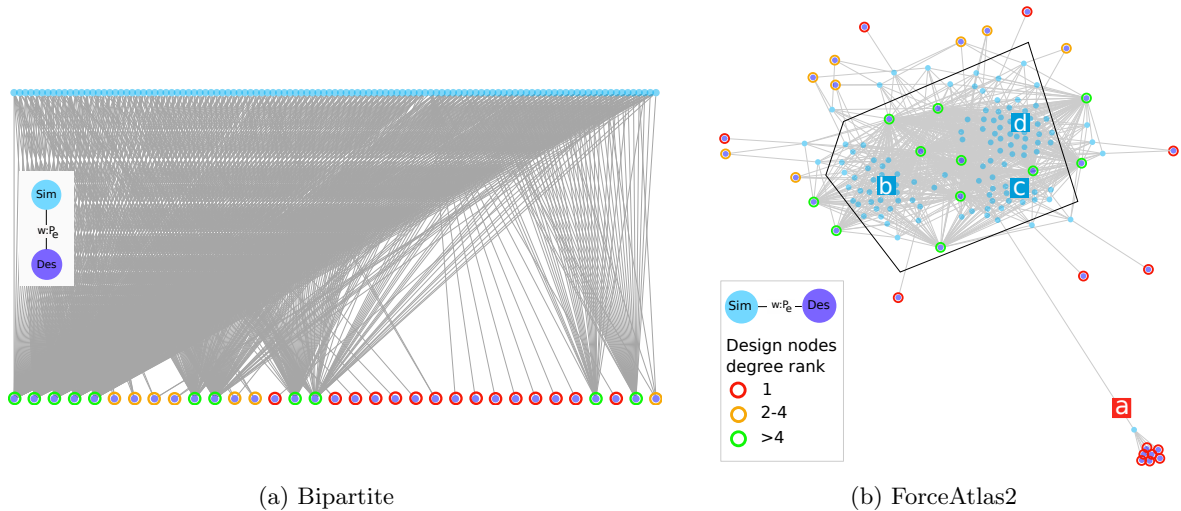 Sim
w:Pe
Des
(a) Bipartite
d
b
c
a
Sim w:Pe Des
Design nodes
degree rank
1
2-4
>4
(b) ForceAtlas2